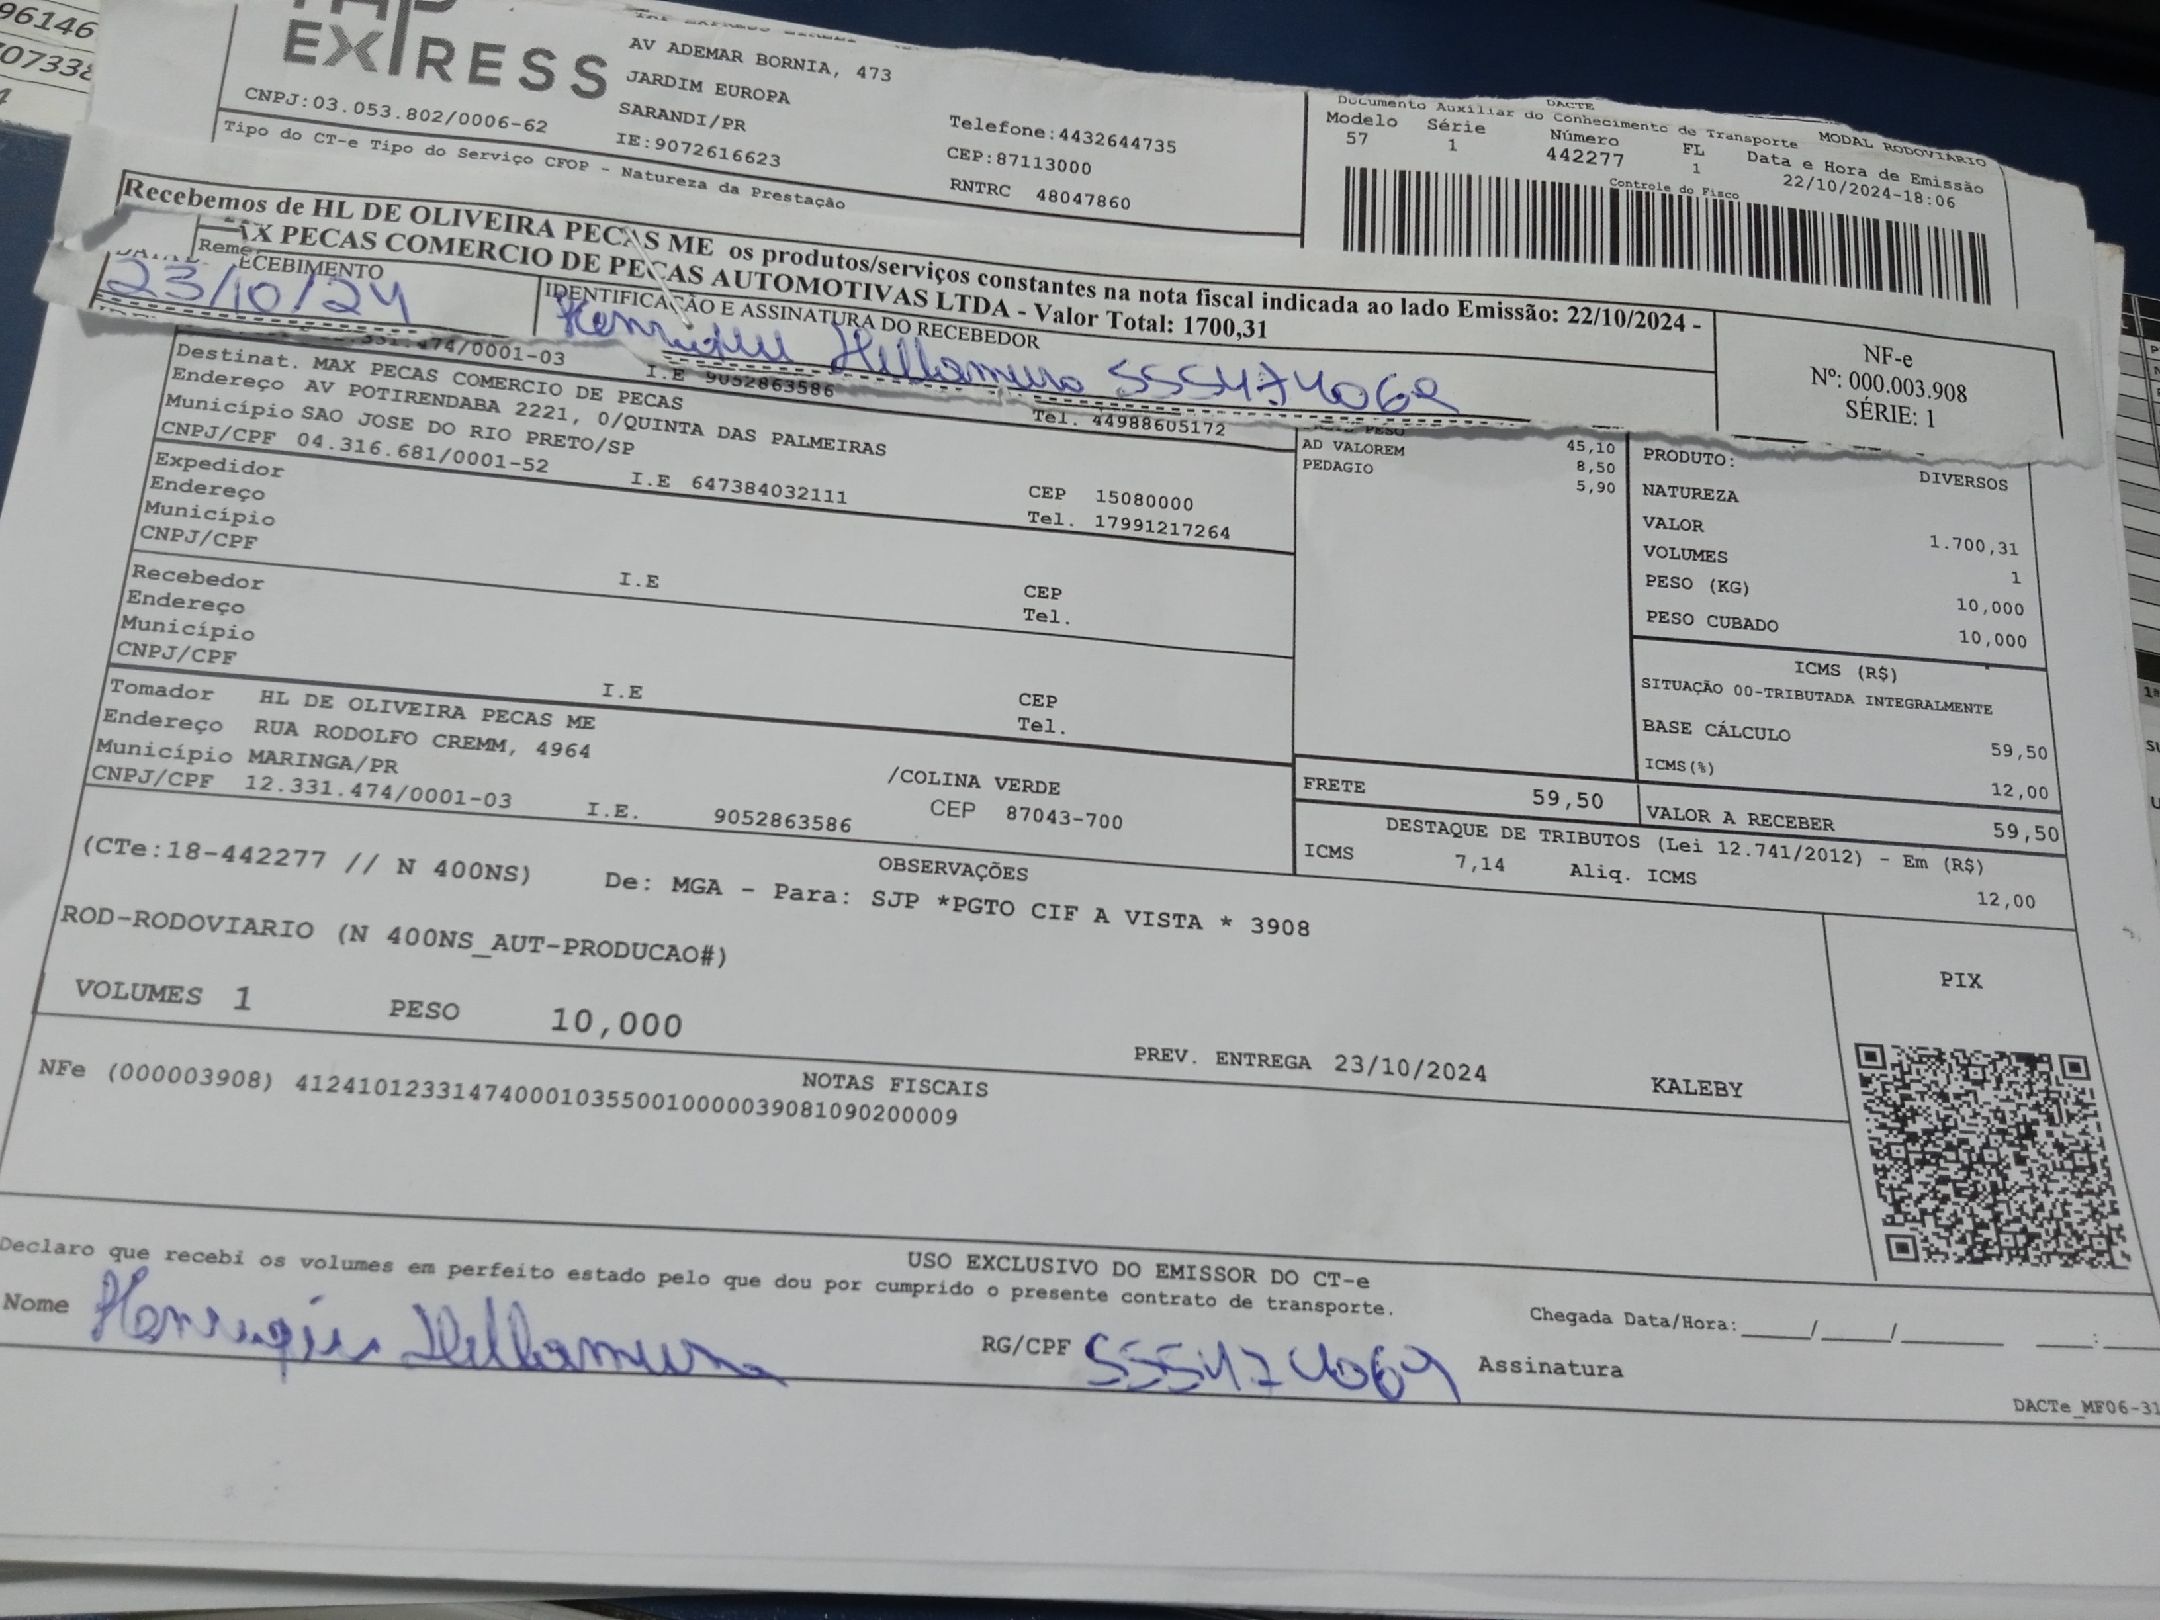 96146
07338
EXPRESS
CNPJ:03.053.802/0006-62
AV ADEMAR BORNIA, 473
JARDIM EUROPA
SARANDI/PR
IE:9072616623
Telefone:4432644735
CEP:87113000
RNTRC 48047860
Tipo do CT-e Tipo do Serviço CFOP - Natureza da Prestação
DACTE
Documento Auxiliar do Conhecimento de Transporte MODAL RODOVIARIO
Modelo Série Número FL Data e Hora de Emissão
57 1 442277 1 22/10/2024-18:06
Controle do Fisco
Recebemos de HL DE OLIVEIRA PECAS ME os produtos/serviços constantes na nota fiscal indicada ao lado Emissão: 22/10/2024 -
PECAS COMERCIO DE PECAS AUTOMOTIVAS LTDA - Valor Total: 1700,31
23/10/24
IDENTIFICAÇÃO E ASSINATURA DO RECEBEDOR
NF-e
Nº: 000.003.908
SÉRIE: 1
I.E 9052863586 Tel. 44988605172
Destinat. MAX PECAS COMERCIO DE PECAS
Endereço AV POTIRENDABA 2221, 0/QUINTA DAS PALMEIRAS
Município SAO JOSE DO RIO PRETO/SP CEP 15080000
CNPJ/CPF 04.316.681/0001-52 I.E 647384032111 Tel. 17991217264
Expedidor
Endereço
Município CEP
CNPJ/CPF I.E Tel.
Recebedor
Endereço
Município CEP
CNPJ/CPF I.E Tel.
Tomador HL DE OLIVEIRA PECAS ME
Endereço RUA RODOLFO CREMM, 4964 /COLINA VERDE
Município MARINGA/PR CEP 87043-700
CNPJ/CPF 12.331.474/0001-03 I.E. 9052863586
45,10
AD VALOREM 8,50
PEDAGIO 5,90
PRODUTO: DIVERSOS
NATUREZA
VALOR 1.700,31
VOLUMES 1
PESO (KG) 10,000
PESO CUBADO 10,000
ICMS (R$)
SITUAÇÃO 00-TRIBUTADA INTEGRALMENTE
BASE CÁLCULO 59,50
ICMS(%) 12,00
FRETE 59,50 VALOR A RECEBER 59,50
DESTAQUE DE TRIBUTOS (Lei 12.741/2012) - Em (R$)
ICMS 7,14 Aliq. ICMS 12,00
OBSERVAÇÕES
(CTe:18-442277 // N 400NS) De: MGA - Para: SJP *PGTO CIF A VISTA * 3908
ROD-RODOVIARIO (N 400NS_AUT-PRODUCAO#)
VOLUMES 1 PESO 10,000 PREV. ENTREGA 23/10/2024 KALEBY
PIX
NOTAS FISCAIS
NFe (000003908) 41241012331474000103550010000039081090200009
USO EXCLUSIVO DO EMISSOR DO CT-e
Declaro que recebi os volumes em perfeito estado pelo que dou por cumprido o presente contrato de transporte.
Chegada Data/Hora:____/____/______ ____:
Nome
RG/CPF 555474069 Assinatura
DACTe_MF06-31